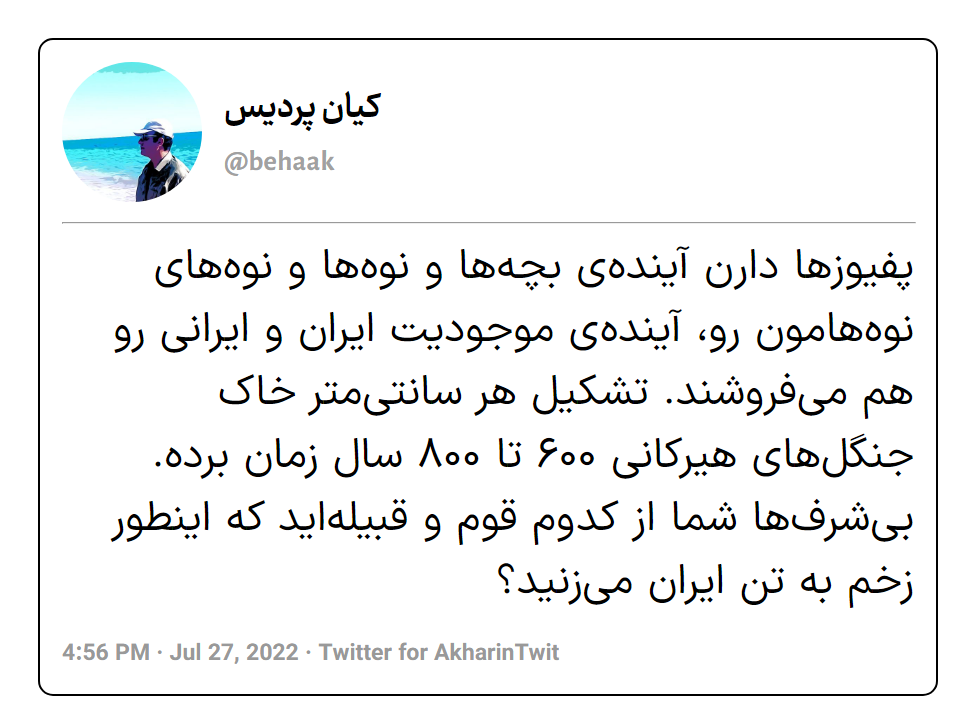 کیان پردیس
@behaak
پفیوزها دارن آینده‌ی بچه‌ها و نوه‌ها و نوه‌های
نوه‌هامون رو، آینده‌ی موجودیت ایران و ایرانی رو
هم می‌فروشند. تشکیل هر سانتی‌متر خاک
جنگل‌های هیرکانی ۶۰۰ تا ۸۰۰ سال زمان برده.
بی‌شرف‌ها شما از کدوم قوم و قبیله‌اید که اینطور
زخم به تن ایران می‌زنید؟
4:56 PM · Jul 27, 2022 · Twitter for AkharinTwit